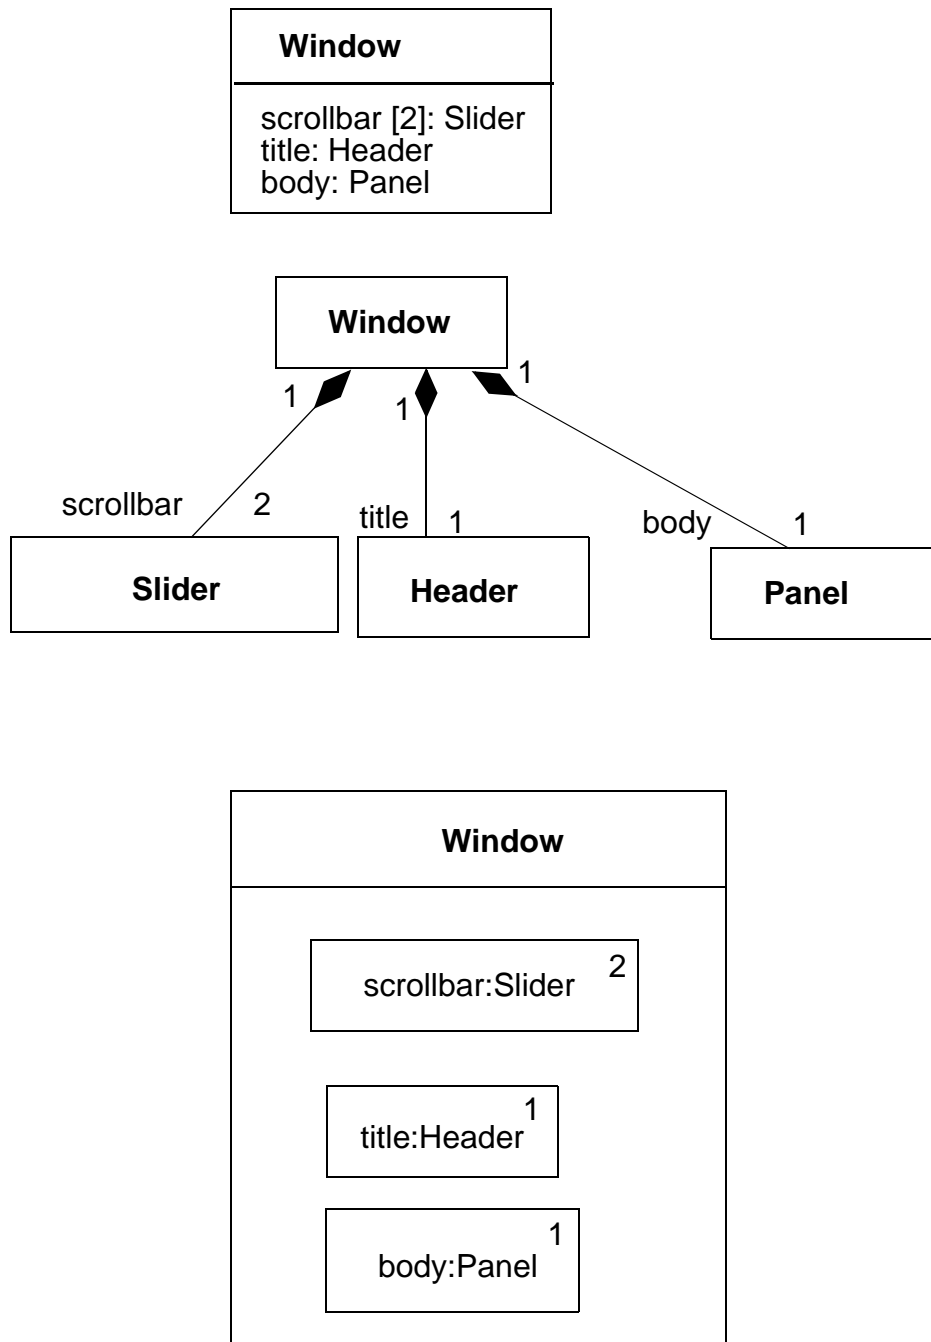 Window
scrollbar [2]: Slider
title: Header
body: Panel
Window
1
1
1
scrollbar
2
title
1
body
1
Slider
Header
Panel
Window
scrollbar:Slider
2
title:Header
1
body:Panel
1